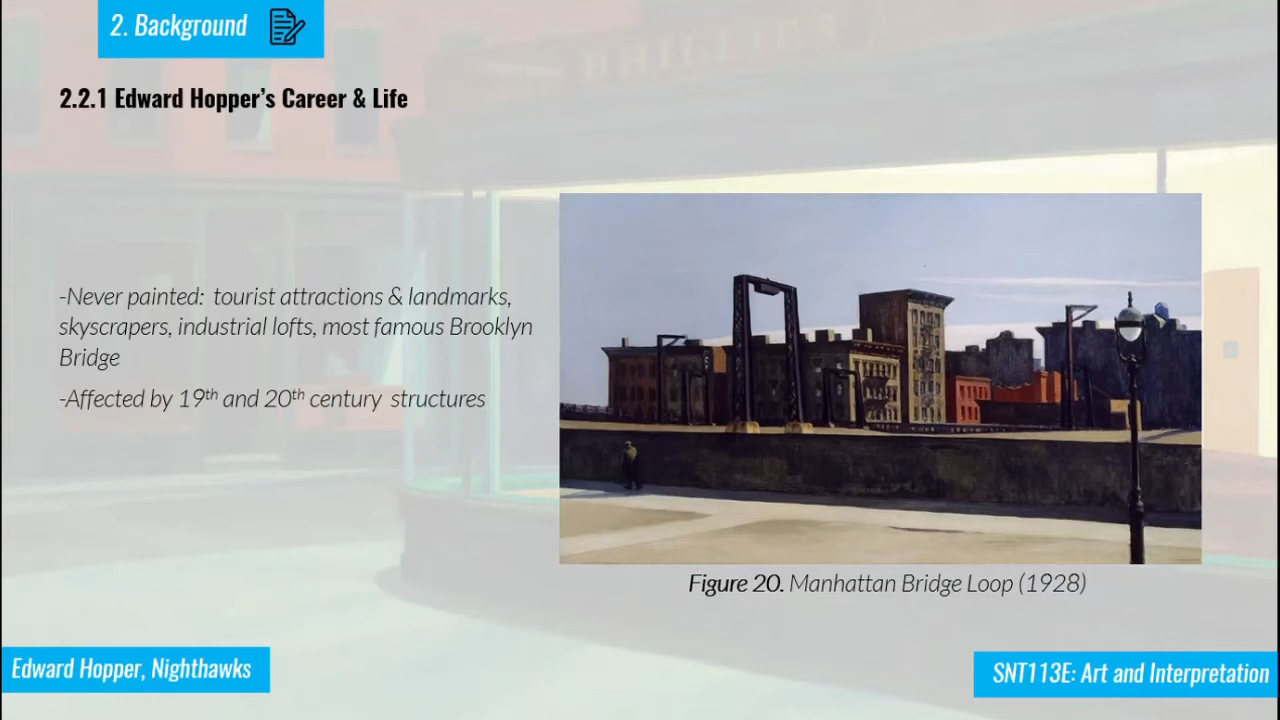 2. Background
PHILLIES
2.2.1 Edward Hopper's Career & Life
-Never painted:  tourist attractions & landmarks,
skyscrapers, industrial lofts, most famous Brooklyn
Bridge
-Affected by 19th and 20th century  structures
Figure 20. Manhattan Bridge Loop (1928)
Edward Hopper, Nighthawks
SNT113E: Art and Interpretation